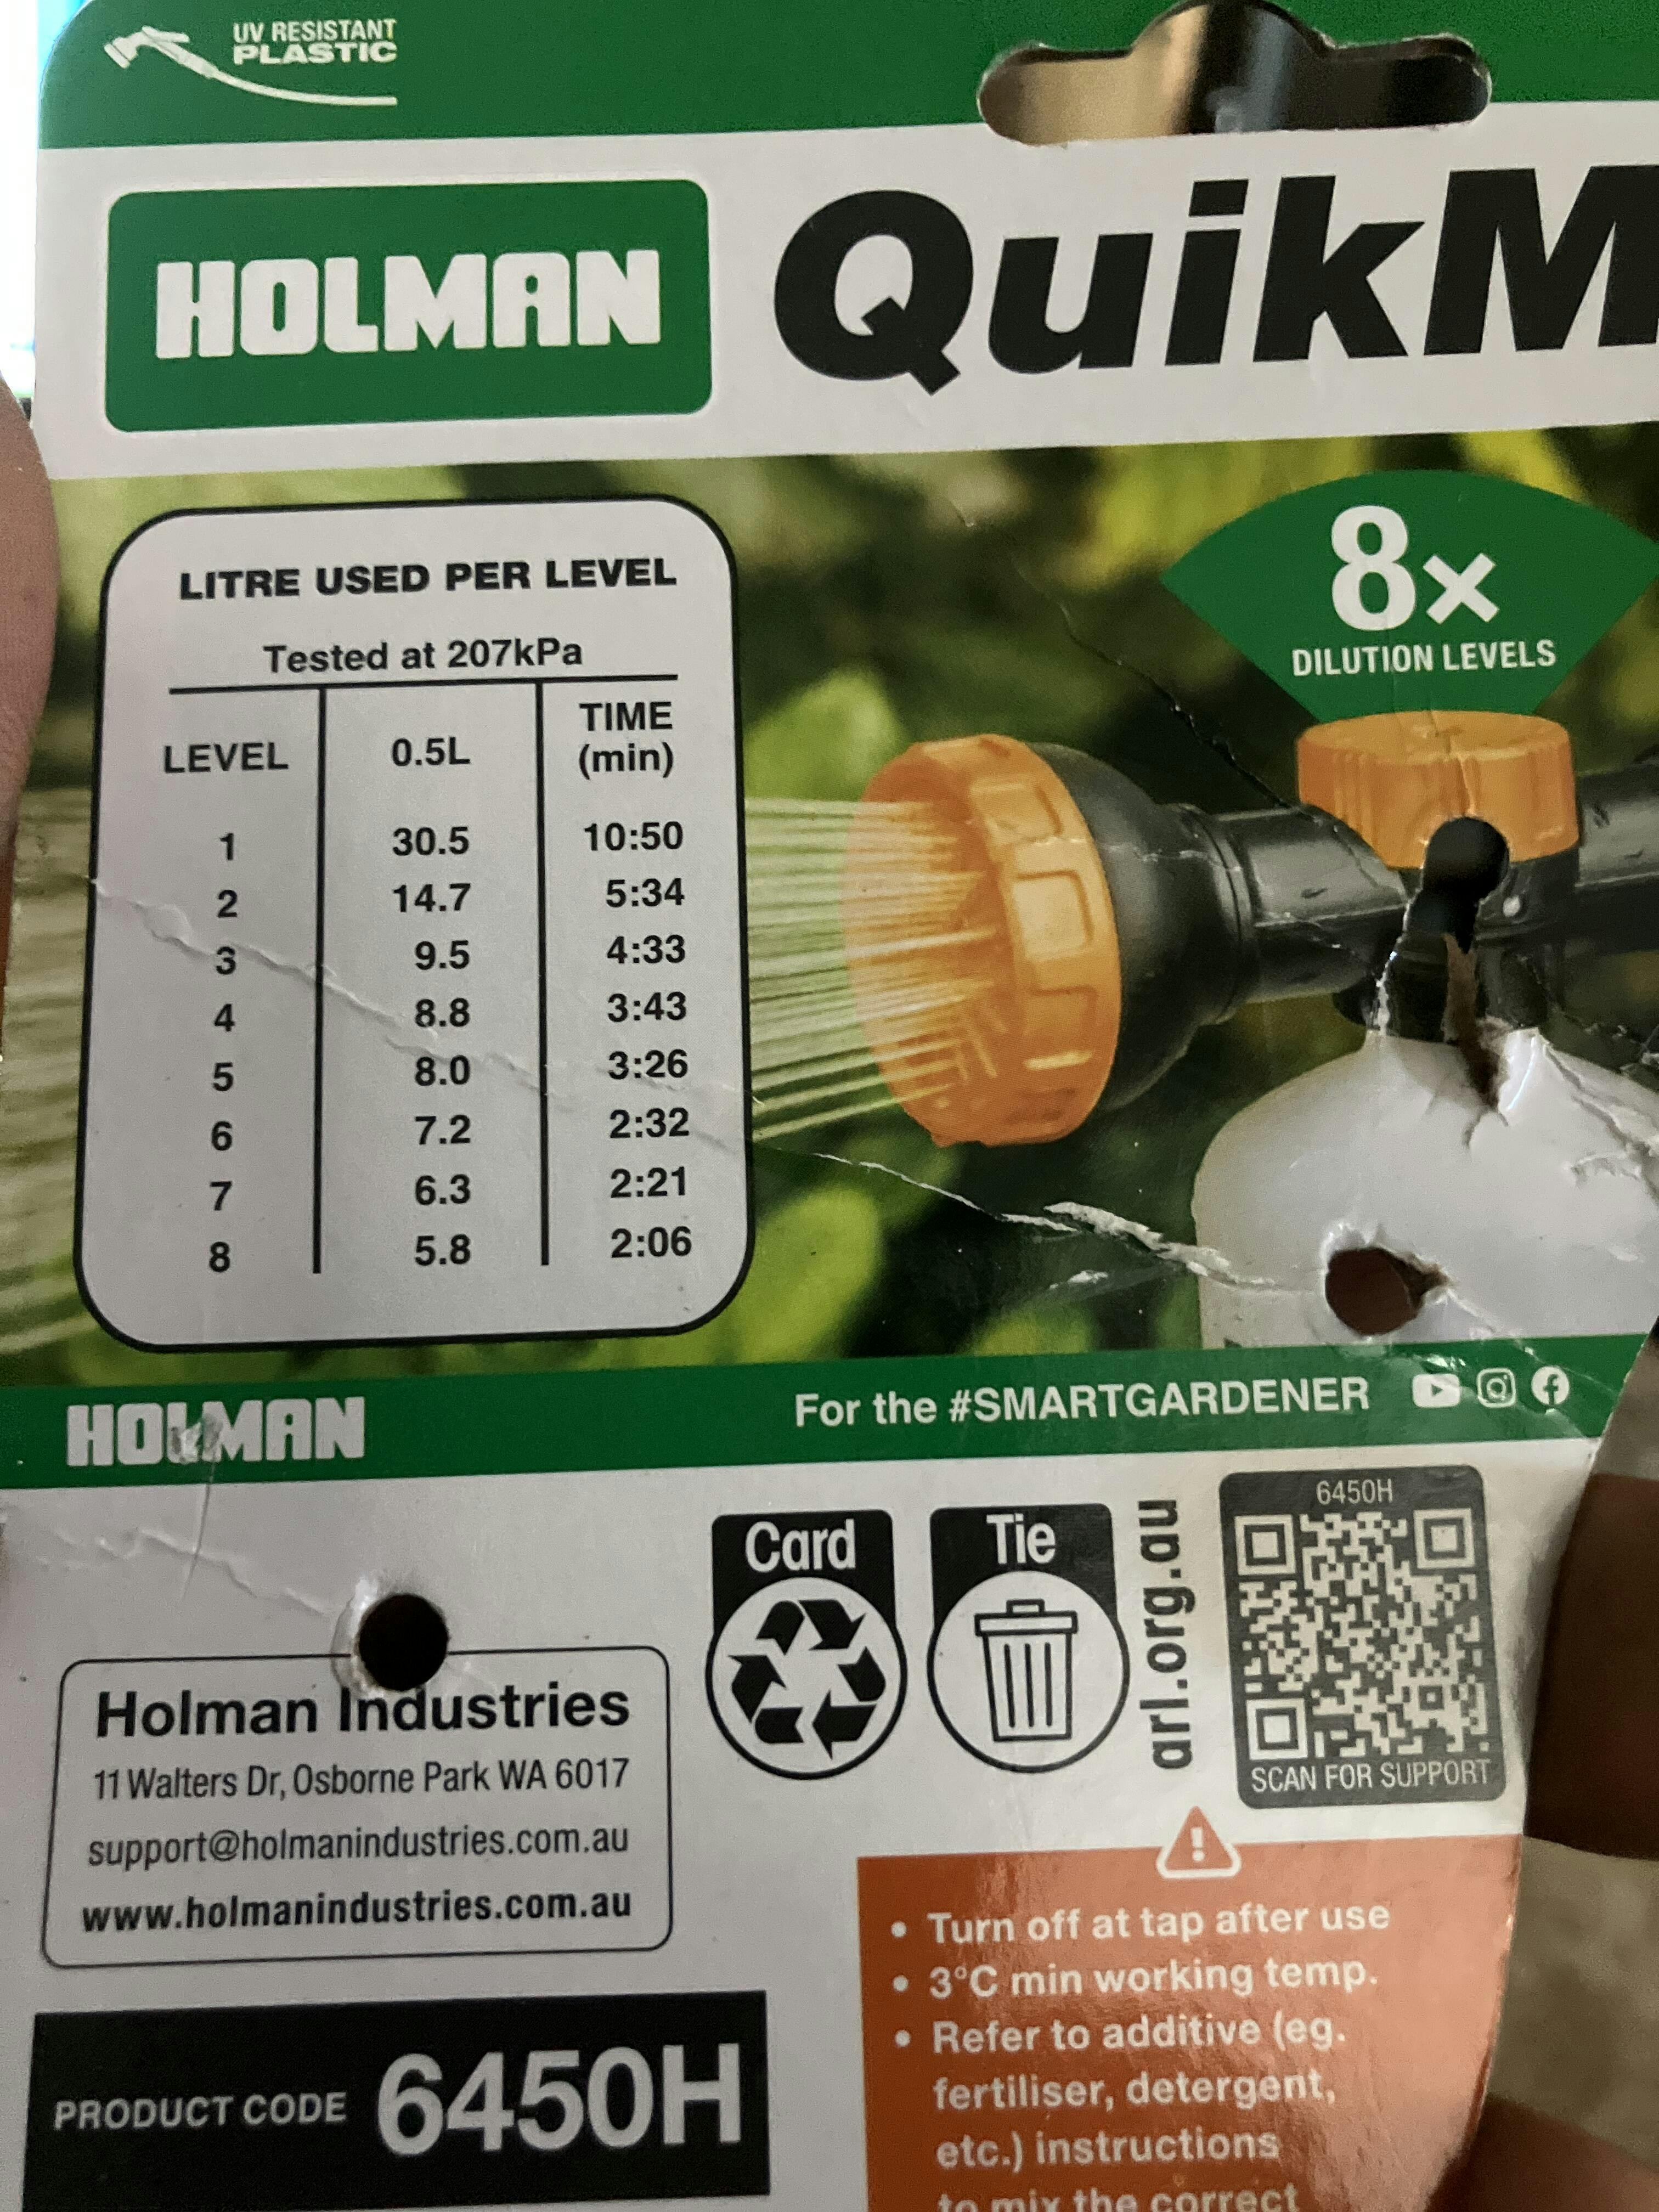 UV RESISTANT
PLASTIC
HOLMAN
QuikM
LITRE USED PER LEVEL
Tested at 207kPa
LEVEL 0.5L TIME (min)
1 30.5 10:50
2 14.7 5:34
3 9.5 4:33
4 8.8 3:43
5 8.0 3:26
6 7.2 2:32
7 6.3 2:21
8 5.8 2:06
8x
DILUTION LEVELS
HOLMAN
For the #SMARTGARDENER
Card
Tie
arl.org.au
6450H
SCAN FOR SUPPORT
Holman Industries
11 Walters Dr, Osborne Park WA 6017
support@holmanindustries.com.au
www.holmanindustries.com.au
PRODUCT CODE 6450H
• Turn off at tap after use
• 3°C min working temp.
• Refer to additive (eg.
fertiliser, detergent,
etc.) instructions
to mix the correct